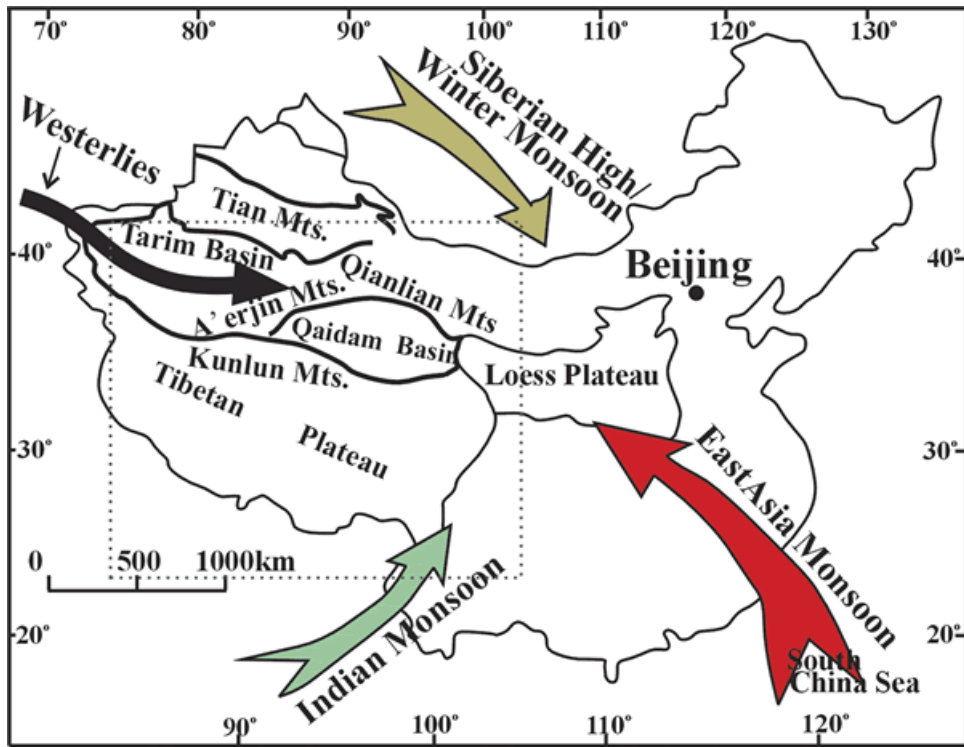 70° 80° 90° 100° 110° 120° 130°
Siberian High/
Winter Monsoon
Westerlies
Tian Mts.
Tarim Basin
40° 40°
Beijing
Qianlian Mts
A' erjin Mts.
Qaidam Basin
Kunlun Mts.
Loess Plateau
Tibetan
Plateau
30° 30°
EastAsia Monsoon
0 500 1000km
Indian Monsoon
20° 20°
South
China Sea
90° 100° 110° 120°